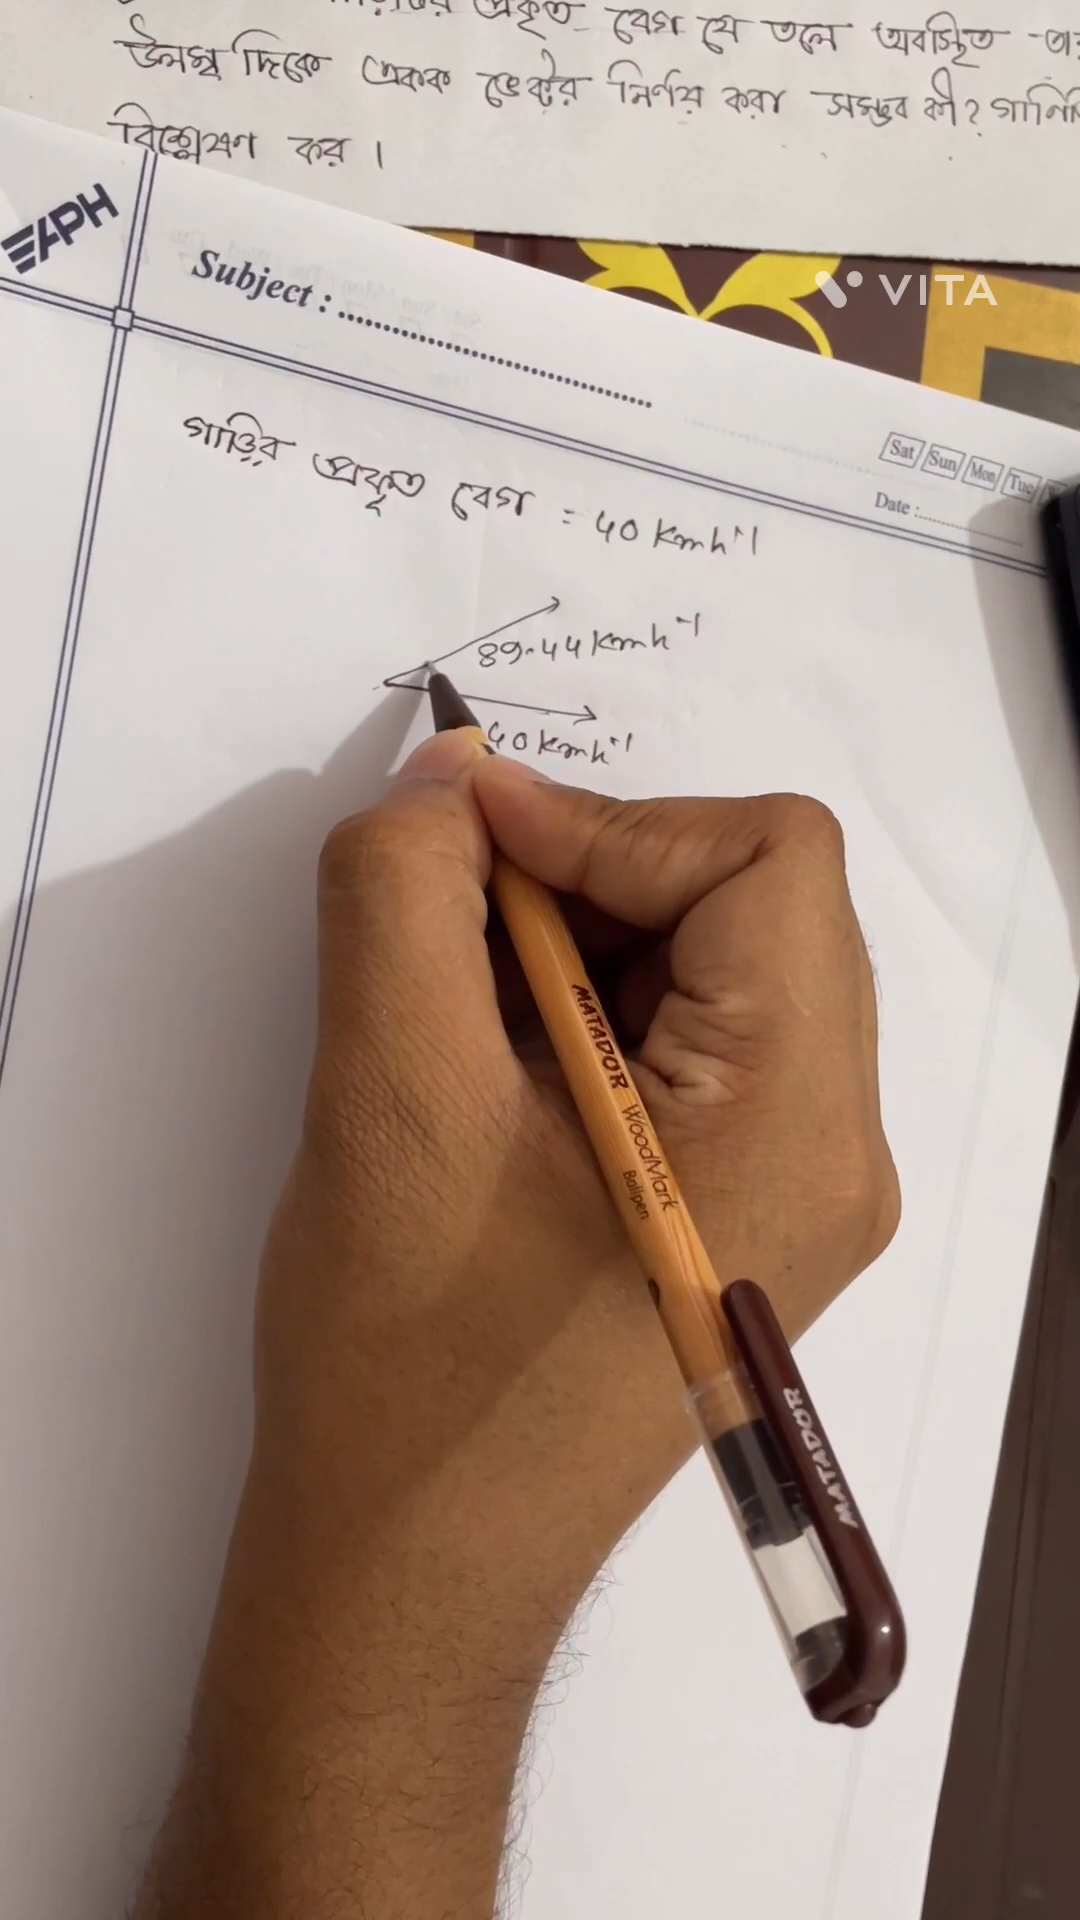 প্রকৃত বেগ যে তলে অবস্থিত
উলম্ব দিকে একক ভেক্টর নির্ণয় করা সম্ভব কী?
বিশ্লেষণ কর ।
APH
Subject :
VITA
Sat Sun Mon Tue
Date :
গাড়ির প্রকৃত বেগ = 40 kmh⁻¹
89.44 kmh⁻¹
40 kmh⁻¹
MATADOR WoodMark
Ballpen
MATADOR